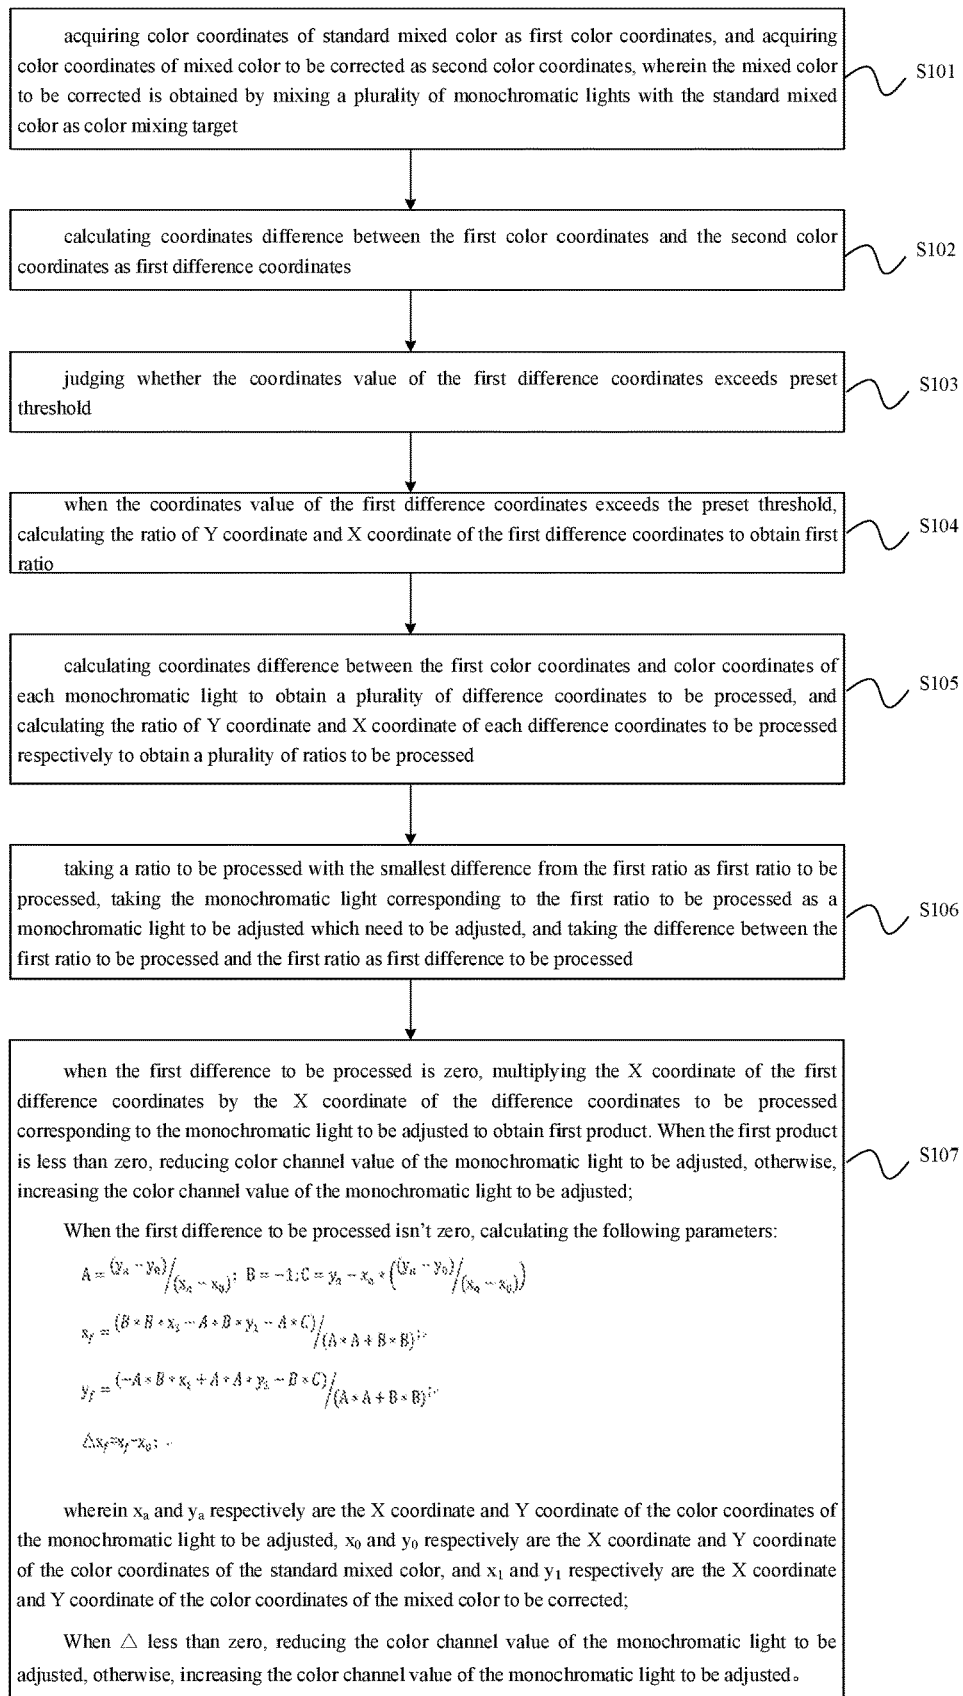 acquiring color coordinates of standard mixed color as first color coordinates, and acquiring
color coordinates of mixed color to be corrected as second color coordinates, wherein the mixed color
to be corrected is obtained by mixing a plurality of monochromatic lights with the standard mixed
color as color mixing target
S101
calculating coordinates difference between the first color coordinates and the second color
coordinates as first difference coordinates
S102
judging whether the coordinates value of the first difference coordinates exceeds preset
threshold
S103
when the coordinates value of the first difference coordinates exceeds the preset threshold,
calculating the ratio of Y coordinate and X coordinate of the first difference coordinates to obtain first
ratio
S104
calculating coordinates difference between the first color coordinates and color coordinates of
each monochromatic light to obtain a plurality of difference coordinates to be processed, and
calculating the ratio of Y coordinate and X coordinate of each difference coordinates to be processed
respectively to obtain a plurality of ratios to be processed
S105
taking a ratio to be processed with the smallest difference from the first ratio as first ratio to be
processed, taking the monochromatic light corresponding to the first ratio to be processed as a
monochromatic light to be adjusted which need to be adjusted, and taking the difference between the
first ratio to be processed and the first ratio as first difference to be processed
S106
when the first difference to be processed is zero, multiplying the X coordinate of the first
difference coordinates by the X coordinate of the difference coordinates to be processed
corresponding to the monochromatic light to be adjusted to obtain first product. When the first product
is less than zero, reducing color channel value of the monochromatic light to be adjusted, otherwise,
increasing the color channel value of the monochromatic light to be adjusted;
S107
When the first difference to be processed isn't zero, calculating the following parameters:
A = (yₐ − y₀)/(xₐ − x₀); B = −1; C = yₐ − xₐ * ((yₐ − y₀)/(xₐ − x₀))
x_f = (B * B * x₁ − A * B * y₁ − A * C)/(A * A + B * B);
y_f = (−A * B * x₁ + A * A * y₁ − B * C)/(A * A + B * B);
△x_f=x_f−x₀;
wherein xₐ and yₐ respectively are the X coordinate and Y coordinate of the color coordinates of
the monochromatic light to be adjusted, x₀ and y₀ respectively are the X coordinate and Y coordinate
of the color coordinates of the standard mixed color, and x₁ and y₁ respectively are the X coordinate
and Y coordinate of the color coordinates of the mixed color to be corrected;
When △ less than zero, reducing the color channel value of the monochromatic light to be
adjusted, otherwise, increasing the color channel value of the monochromatic light to be adjusted。